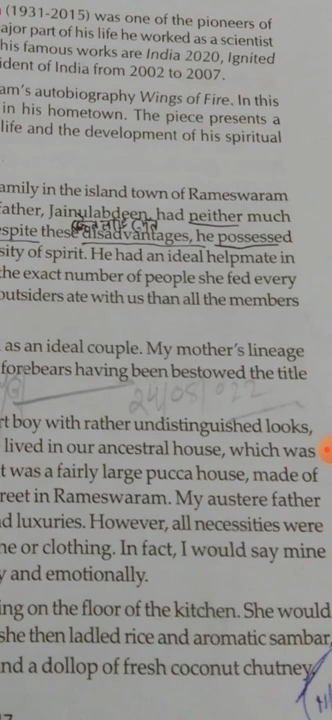 (1931-2015) was one of the pioneers of
ajor part of his life he worked as a scientist
his famous works are India 2020, Ignited
ident of India from 2002 to 2007.
am's autobiography Wings of Fire. In this
in his hometown. The piece presents a
life and the development of his spiritual
amily in the island town of Rameswaram
father, Jainulabdeen, had neither much
espite these disadvantages, he possessed
sity of spirit. He had an ideal helpmate in
the exact number of people she fed every
outsiders ate with us than all the members
as an ideal couple. My mother's lineage
forebears having been bestowed the title
24/08/022
rt boy with rather undistinguished looks,
lived in our ancestral house, which was
t was a fairly large pucca house, made of
reet in Rameswaram. My austere father
nd luxuries. However, all necessities were
ne or clothing. In fact, I would say mine
y and emotionally.
ing on the floor of the kitchen. She would
she then ladled rice and aromatic sambar,
nd a dollop of fresh coconut chutney.